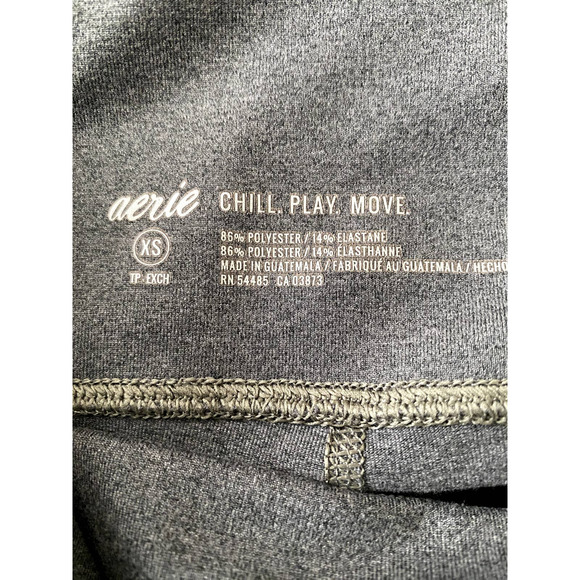 aerie CHILL. PLAY. MOVE.
XS
TP - EXCH
86% POLYESTER / 14% ELASTANE
86% POLYESTER / 14% ÉLASTHANNE
MADE IN GUATEMALA / FABRIQUÉ AU GUATEMALA / HECHO
RN 54485 CA 03873